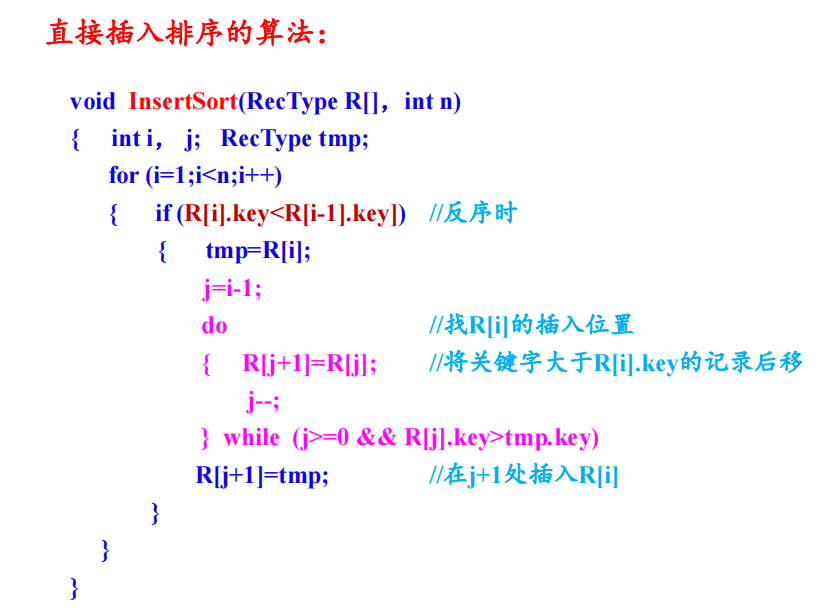 直接插入排序的算法：
void InsertSort(RecType R[]，int n)
{ int i， j; RecType tmp;
for (i=1;i<n;i++)
{ if (R[i].key<R[i-1].key]) //反序时
{ tmp=R[i];
j=i-1;
do //找R[i]的插入位置
{ R[j+1]=R[j]; //将关键字大于R[i].key的记录后移
j--;
} while (j>=0 && R[j].key>tmp.key)
R[j+1]=tmp; //在j+1处插入R[i]
}
}
}